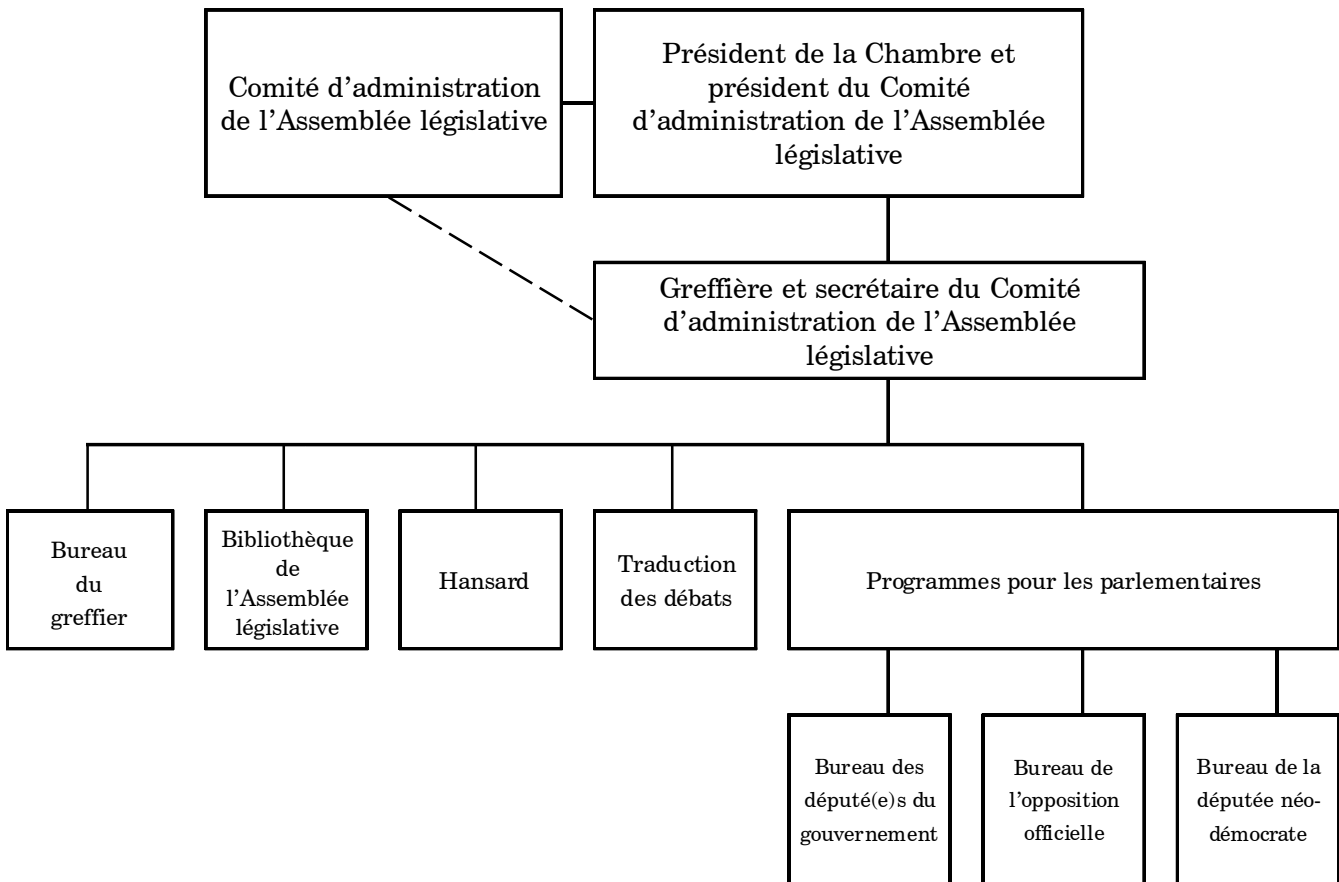 Comité d’administration
de l’Assemblée législative
Président de la Chambre et
président du Comité
d’administration de l’Assemblée
législative
Greffière et secrétaire du Comité
d’administration de l’Assemblée
législative
Bureau
du
greffier
Bibliothèque
de
l’Assemblée
législative
Hansard
Traduction
des débats
Programmes pour les parlementaires
Bureau des
député(e)s du
gouvernement
Bureau de
l’opposition
officielle
Bureau de la
députée néo-
démocrate